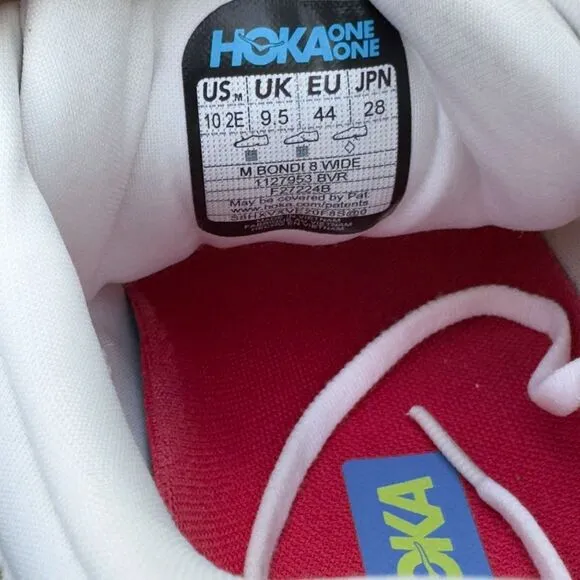 HOKA ONE ONE
US M UK EU JPN
10 2E 9.5 44 28
M BONDI 8 WIDE
1127953 BVR
F27224B
May be covered by Pat.
www.hoka.com/patents
HOKA